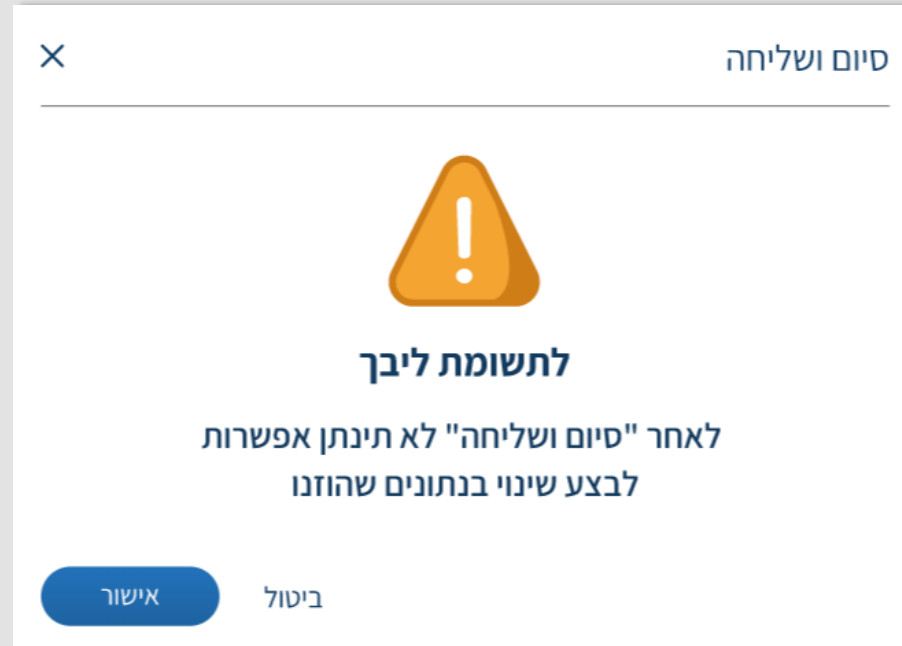 סיום ושליחה
לתשומת ליבך
לאחר "סיום ושליחה" לא תינתן אפשרות
לבצע שינוי בנתונים שהוזנו
ביטול
אישור